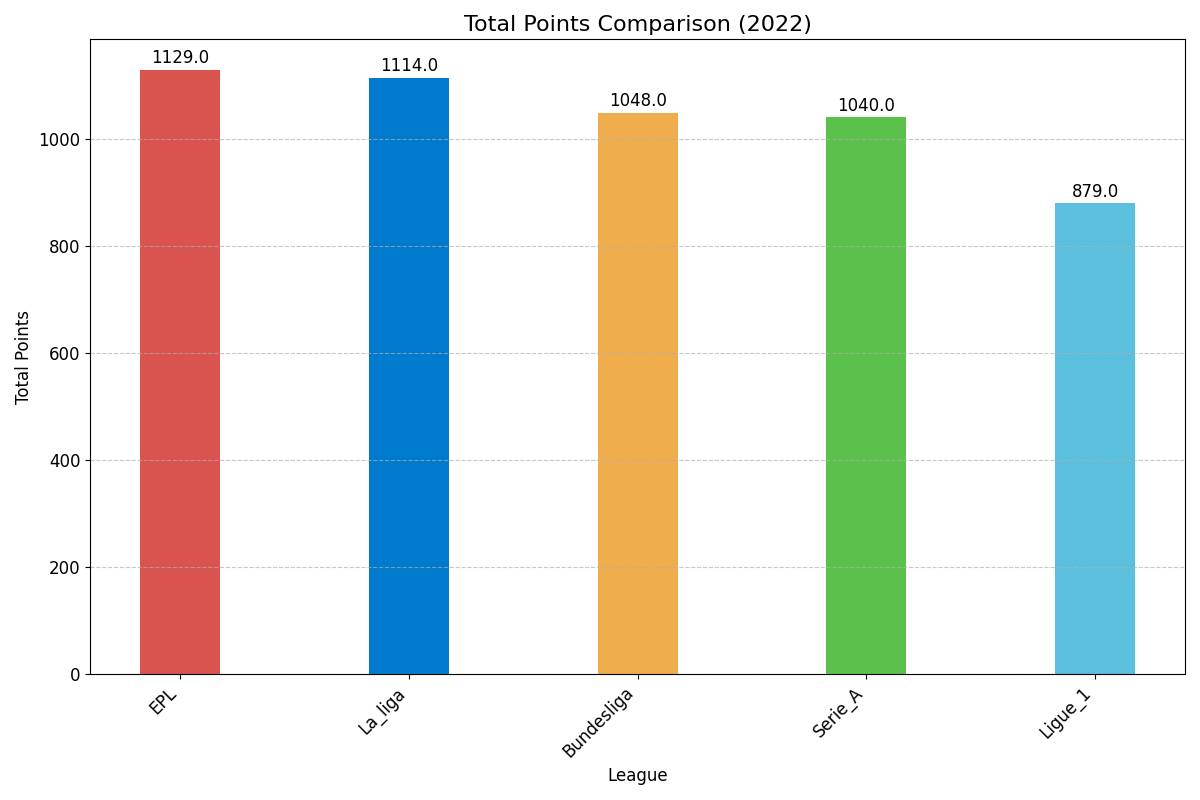 Total Points Comparison (2022)
1129.0
1114.0
1048.0
1040.0
879.0
Total Points
1000
800
600
400
200
0
EPL
La_liga
Bundesliga
Serie_A
Ligue_1
League